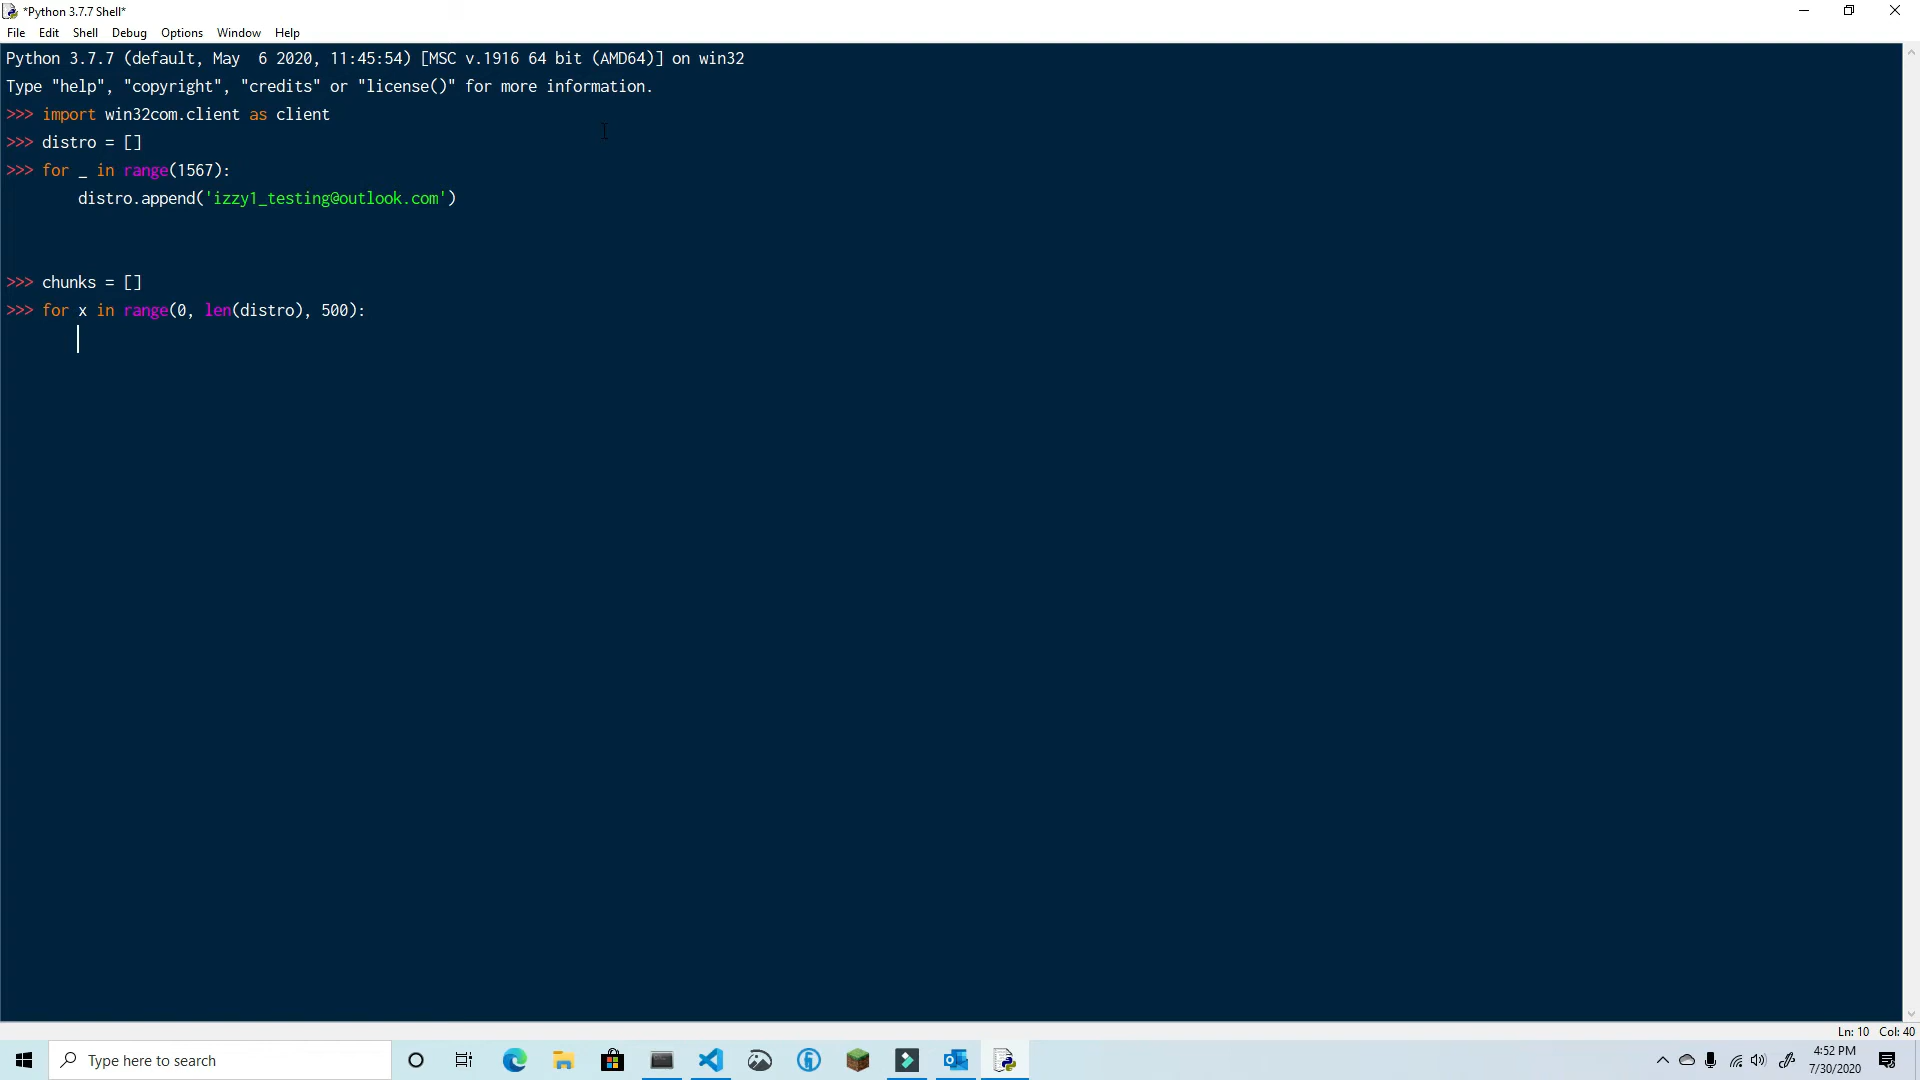 *Python 3.7.7 Shell*
File Edit Shell Debug Options Window Help
Python 3.7.7 (default, May  6 2020, 11:45:54) [MSC v.1916 64 bit (AMD64)] on win32
Type "help", "copyright", "credits" or "license()" for more information.
>>> import win32com.client as client
>>> distro = []
>>> for _ in range(1567):
        distro.append('izzy1_testing@outlook.com')
>>> chunks = []
>>> for x in range(0, len(distro), 500):
Ln: 10 Col: 40
Type here to search
4:52 PM
7/30/2020